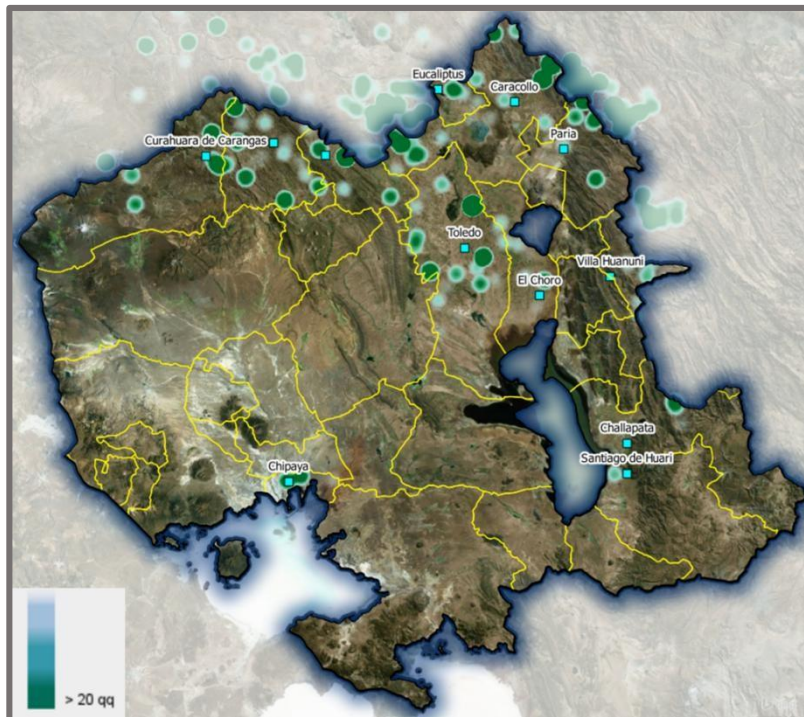 Eucaliptus
Caracollo
Curahuara de Carangas
Paria
Toledo
Villa Huanuni
El Choro
Challapata
Santiago de Huari
Chipaya
> 20 qq